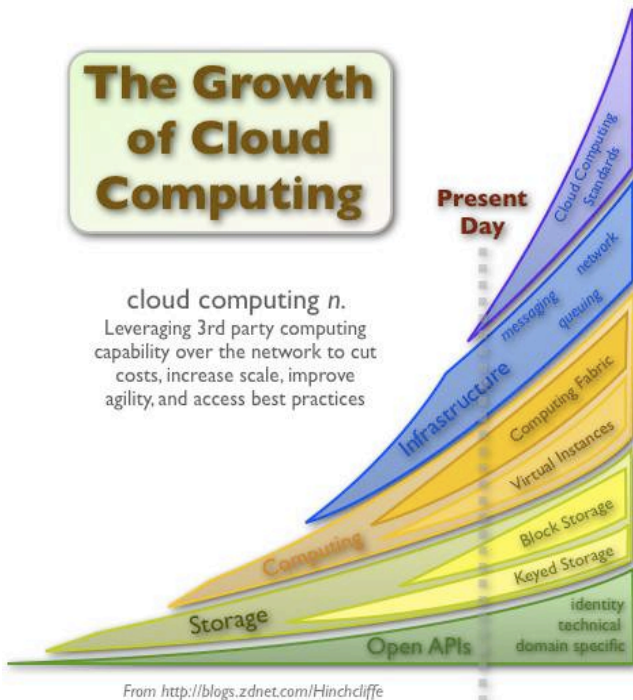 The Growth
of Cloud
Computing
cloud computing n.
Leveraging 3rd party computing
capability over the network to cut
costs, increase scale, improve
agility, and access best practices
Present
Day
Cloud Computing
Standards
network
messaging
queuing
Infrastructure
Computing Fabric
Virtual Instances
Computing
Block Storage
Keyed Storage
Storage
identity
technical
domain specific
Open APIs
From http://blogs.zdnet.com/Hinchcliffe